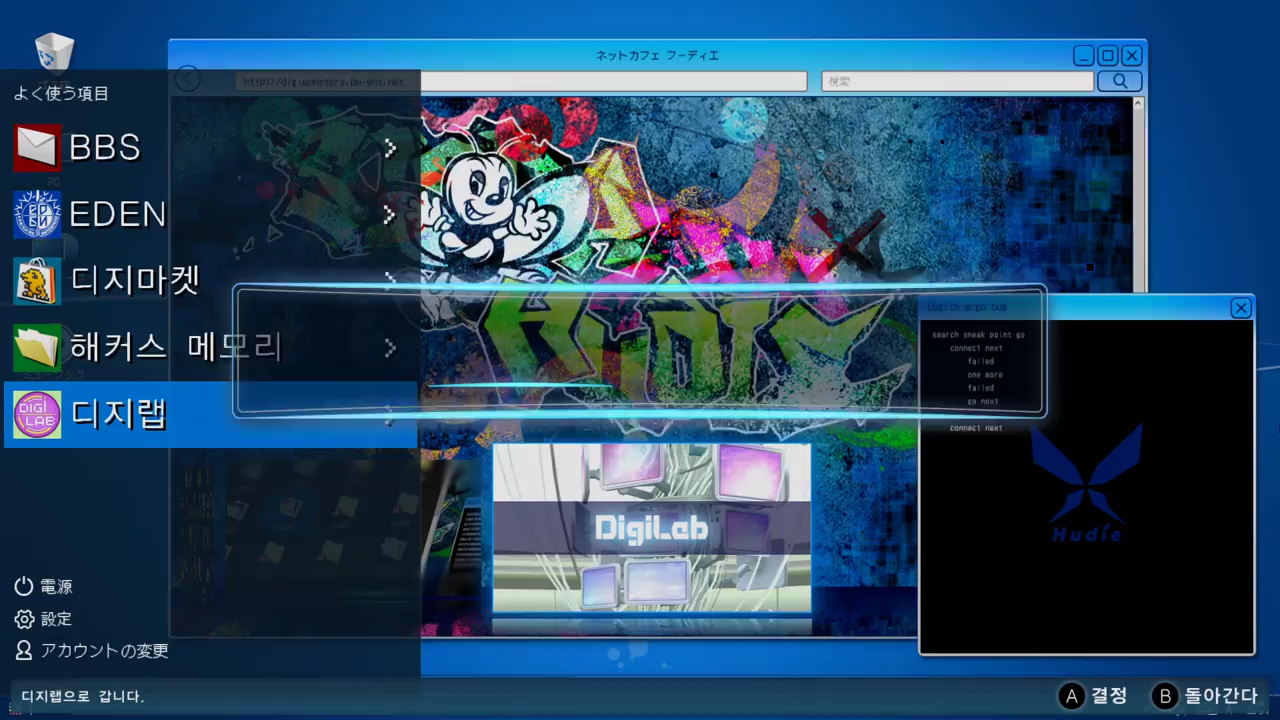 ネットカフェ フーディエ
http://digimonstory.bn-ent.net
検索
よく使う項目
BBS
EDEN
디지마켓
해커스 메모리
디지랩
DIGI LAB
PC
search sneak point go
connect next
failed
one more
failed
go next
connect next
Hudie
DigiLab
電源
設定
アカウントの変更
디지랩으로 갑니다.
A 결정
B 돌아간다